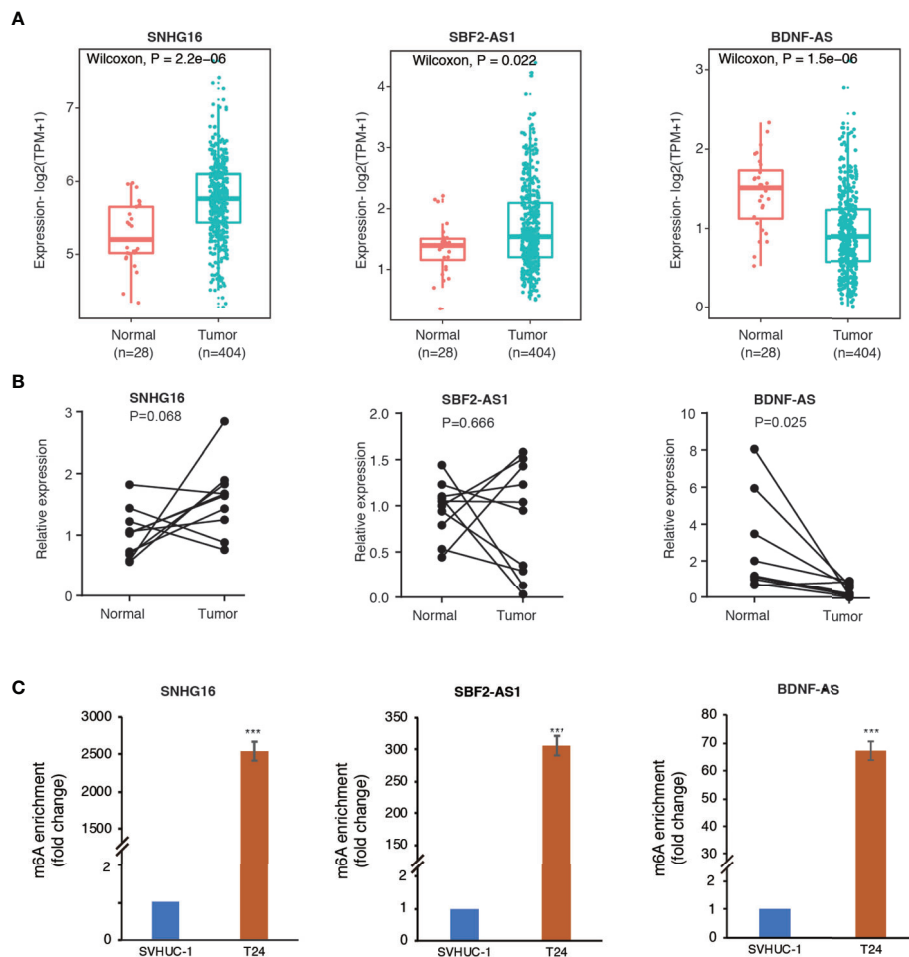 A
SNHG16
Wilcoxon, P = 2.2e-06
Expression- log2(TPM+1)
7
6
5
Normal
(n=28)
Tumor
(n=404)
SBF2-AS1
Wilcoxon, P = 0.022
Expression- log2(TPM+1)
4
3
2
1
Normal
(n=28)
Tumor
(n=404)
BDNF-AS
Wilcoxon, P = 1.5e-06
Expression- log2(TPM+1)
3
2
1
0
Normal
(n=28)
Tumor
(n=404)
B
SNHG16
P=0.068
Relative expression
3
2
1
0
Normal
Tumor
SBF2-AS1
P=0.666
Relative expression
2.0
1.5
1.0
0.5
0.0
Normal
Tumor
BDNF-AS
P=0.025
Relative expression
10
8
6
4
2
0
Normal
Tumor
C
SNHG16
m6A enrichment
(fold change)
3000
2500
2000
1500
2
1
0
***
SVHUC-1
T24
SBF2-AS1
m6A enrichment
(fold change)
350
300
250
200
150
2
1
0
***
SVHUC-1
T24
BDNF-AS
m6A enrichment
(fold change)
80
70
60
50
40
30
2
1
0
***
SVHUC-1
T24